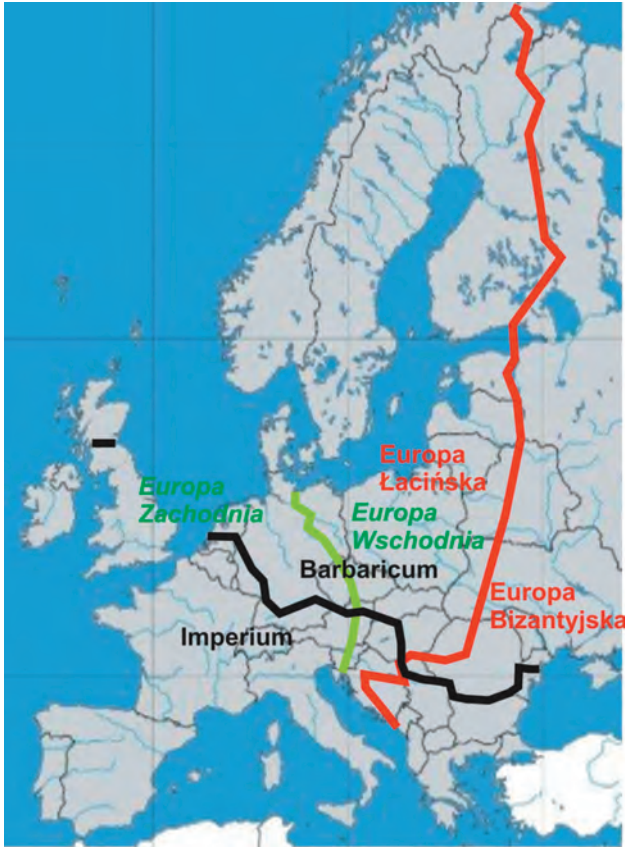 Europa
Łacińska
Europa
Zachodnia
Europa
Wschodnia
Barbaricum
Europa
Bizantyjska
Imperium